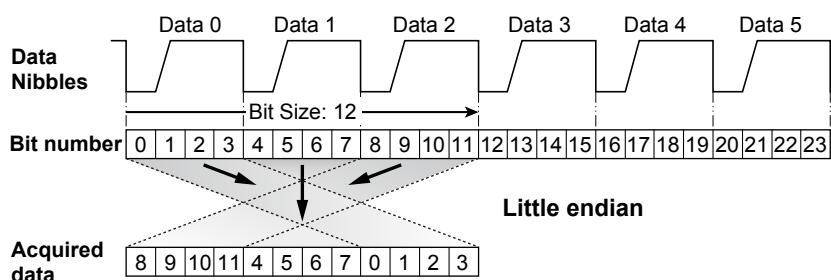 Data 0 Data 1 Data 2 Data 3 Data 4 Data 5
Data
Nibbles
Bit Size: 12
Bit number 0 1 2 3 4 5 6 7 8 9 10 11 12 13 14 15 16 17 18 19 20 21 22 23
Little endian
Acquired
data 8 9 10 11 4 5 6 7 0 1 2 3